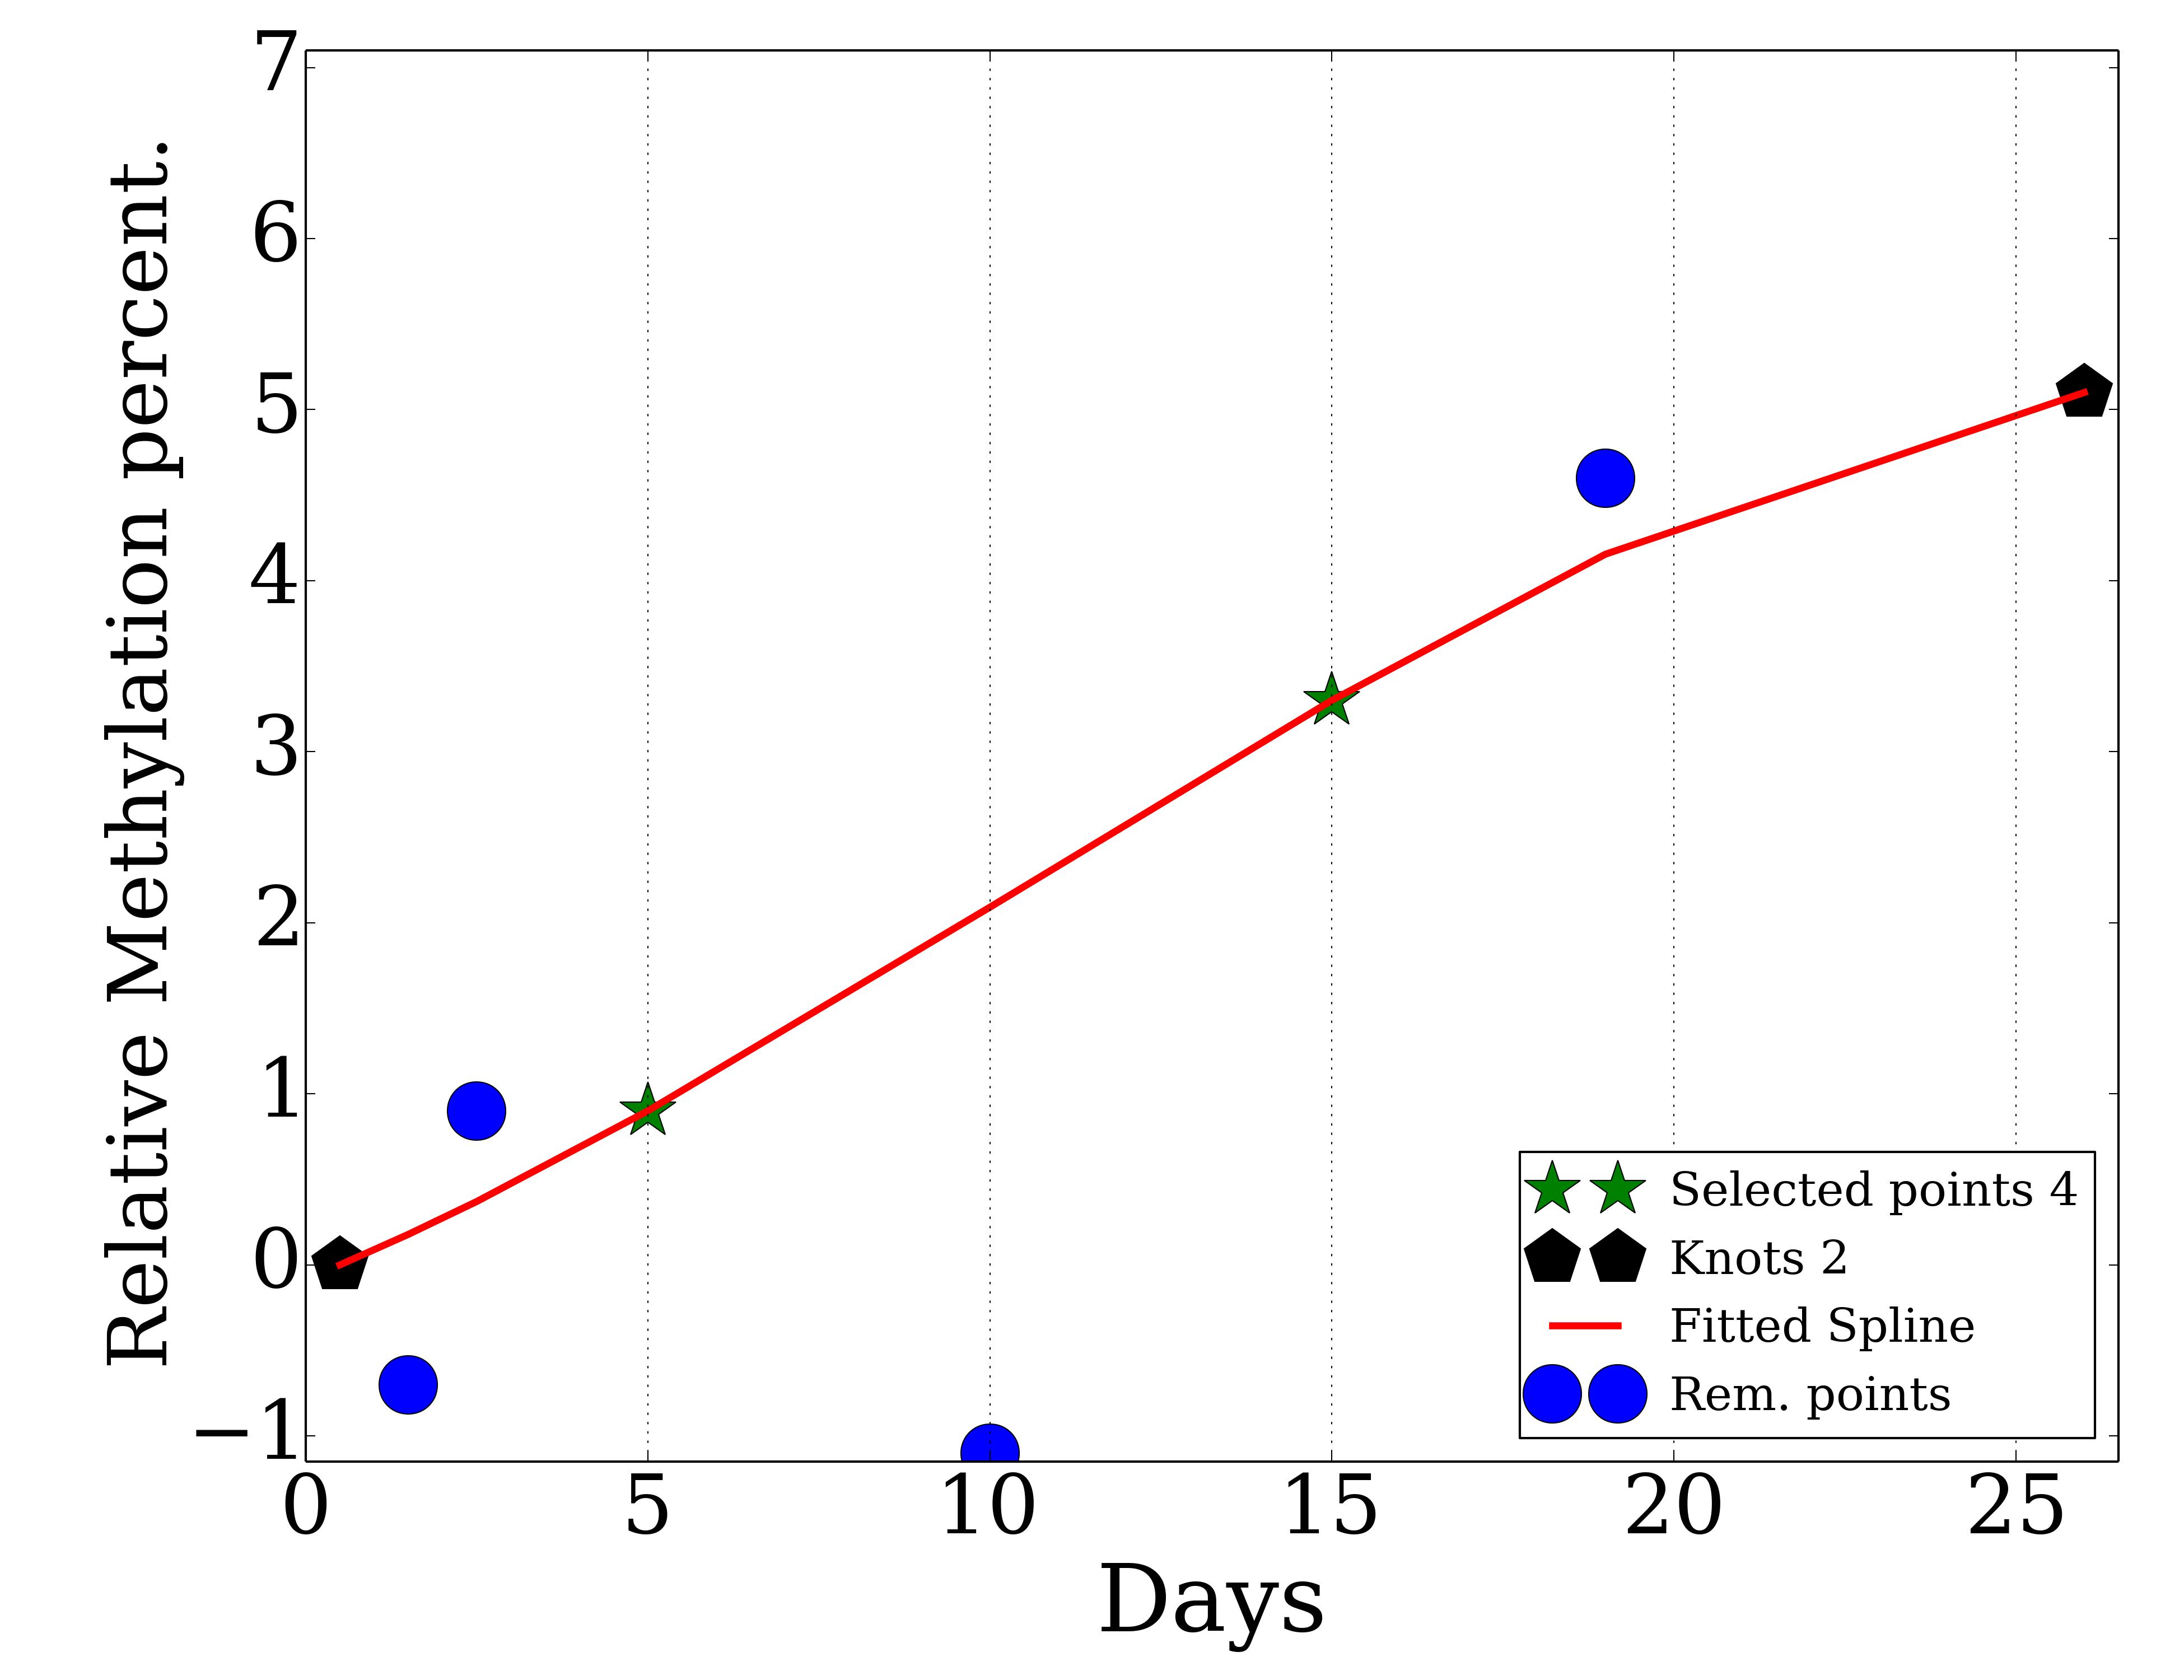 Relative Methylation percent.
7
6
5
4
3
2
1
0
−1
0 5 10 15 20 25
Days
Selected points 4
Knots 2
Fitted Spline
Rem. points